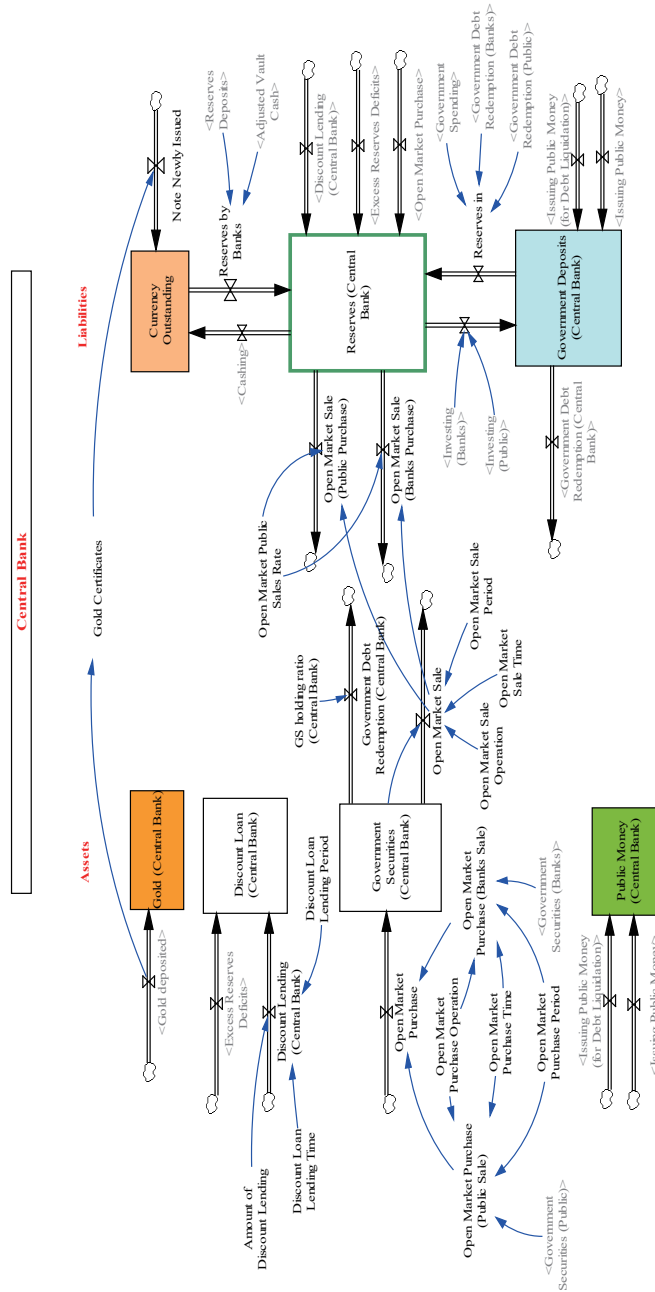 Central Bank
Assets
Liabilities
Gold Certificates
<Gold deposited>
Gold (Central Bank)
Note Newly Issued
Currency
Outstanding
<Reserves
Deposits>
<Adjusted Vault
Cash>
Reserves by
Banks
<Cashing>
<Excess Reserves
Deficits>
Discount Loan
(Central Bank)
Amount of
Discount Lending
Discount Lending
(Central Bank)
Discount Loan
Lending Period
Discount Loan
Lending Time
Open Market Public
Sales Rate
Open Market Sale
(Public Purchase)
Open Market Sale
(Banks Purchase)
Reserves (Central
Bank)
<Discount Lending
(Central Bank)>
<Excess Reserves Deficits>
<Open Market Purchase>
GS holding ratio
(Central Bank)
Government Debt
Redemption (Central Bank)
Government
Securities
(Central Bank)
Open Market
Purchase
Open Market Sale
Open Market Sale
Period
Open Market
Sale Time
Open Market Sale
Operation
Open Market
Purchase (Banks Sale)
Open Market
Purchase Operation
Open Market
Purchase Time
Open Market
Purchase Period
Open Market Purchase
(Public Sale)
<Government
Securities (Banks)>
<Government
Securities (Public)>
<Investing
(Banks)>
<Investing
(Public)>
Reserves in
<Government
Spending>
<Government Debt
Redemption (Banks)>
<Government Debt
Redemption (Public)>
Government Deposits
(Central Bank)
<Government Debt
Redemption (Central
Bank)>
<Issuing Public Money
(for Debt Liquidation)>
<Issuing Public Money>
<Issuing Public Money
(for Debt Liquidation)>
<Issuing Public Money>
Public Money
(Central Bank)